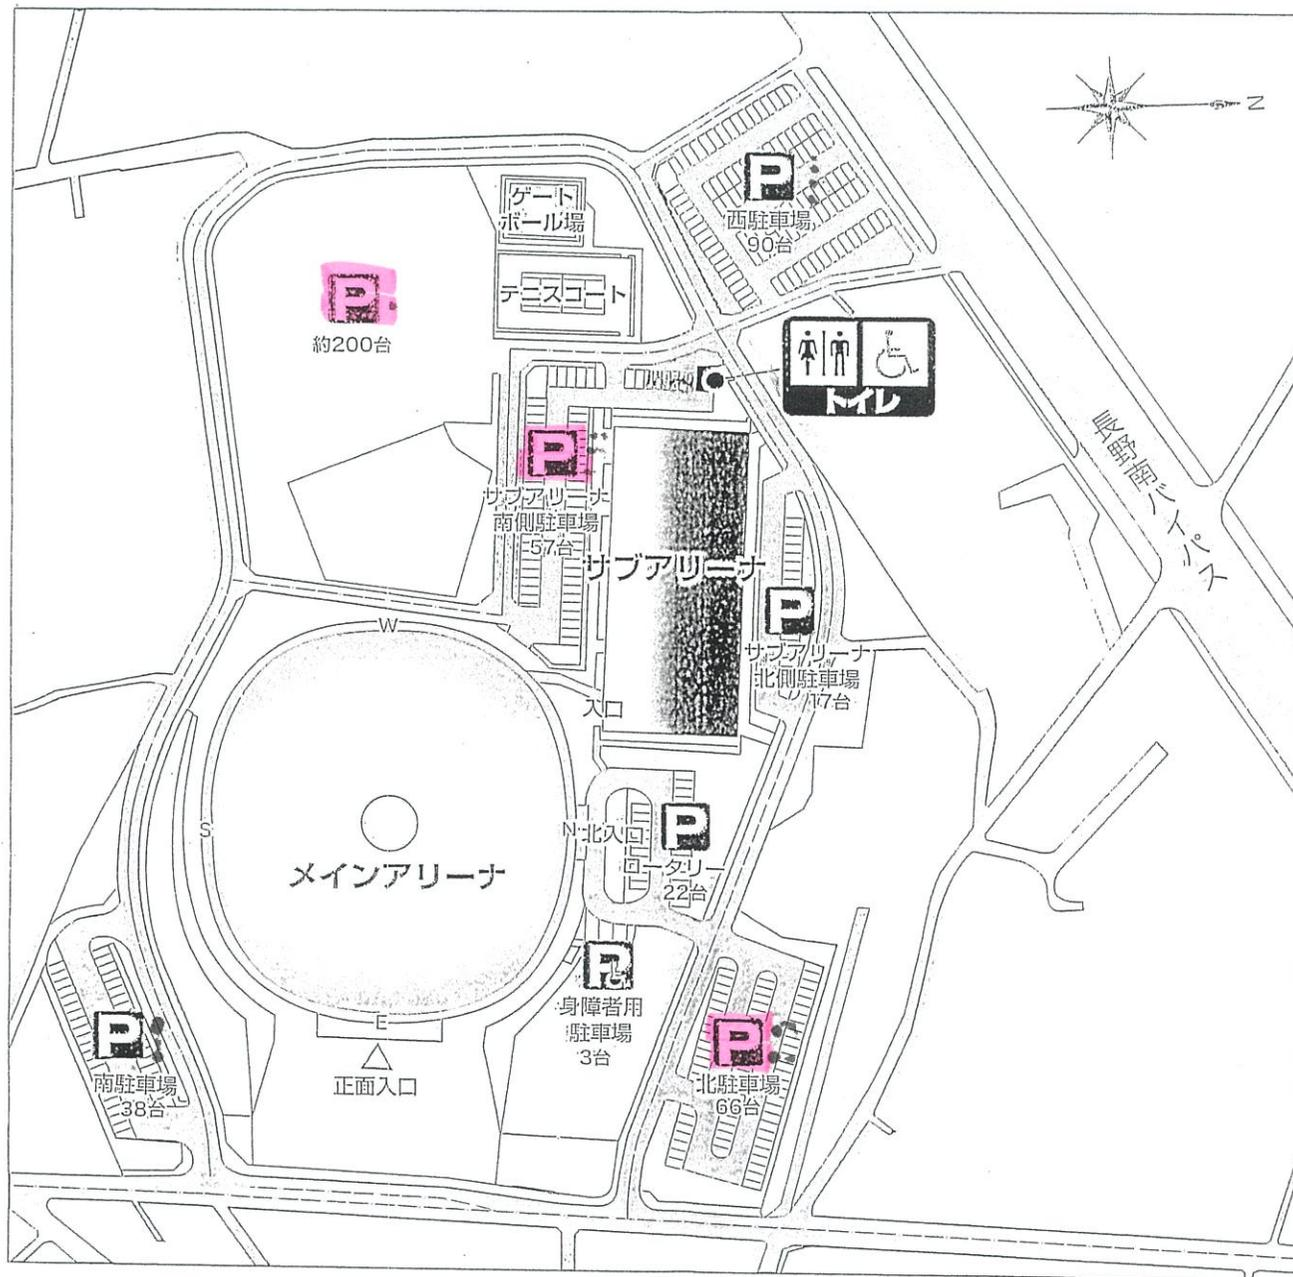 N
P
西駐車場
90台
ゲート
ボール場
テニスコート
P
約200台
トイレ
長野南バイパス
P
サブアリーナ
南側駐車場
57台
サブアリーナ
P
サブアリーナ
北側駐車場
17台
入口
W
S
N
E
メインアリーナ
北入口
P
ロータリー
22台
P
身障者用
駐車場
3台
正面入口
P
南駐車場
38台
P
北駐車場
66台